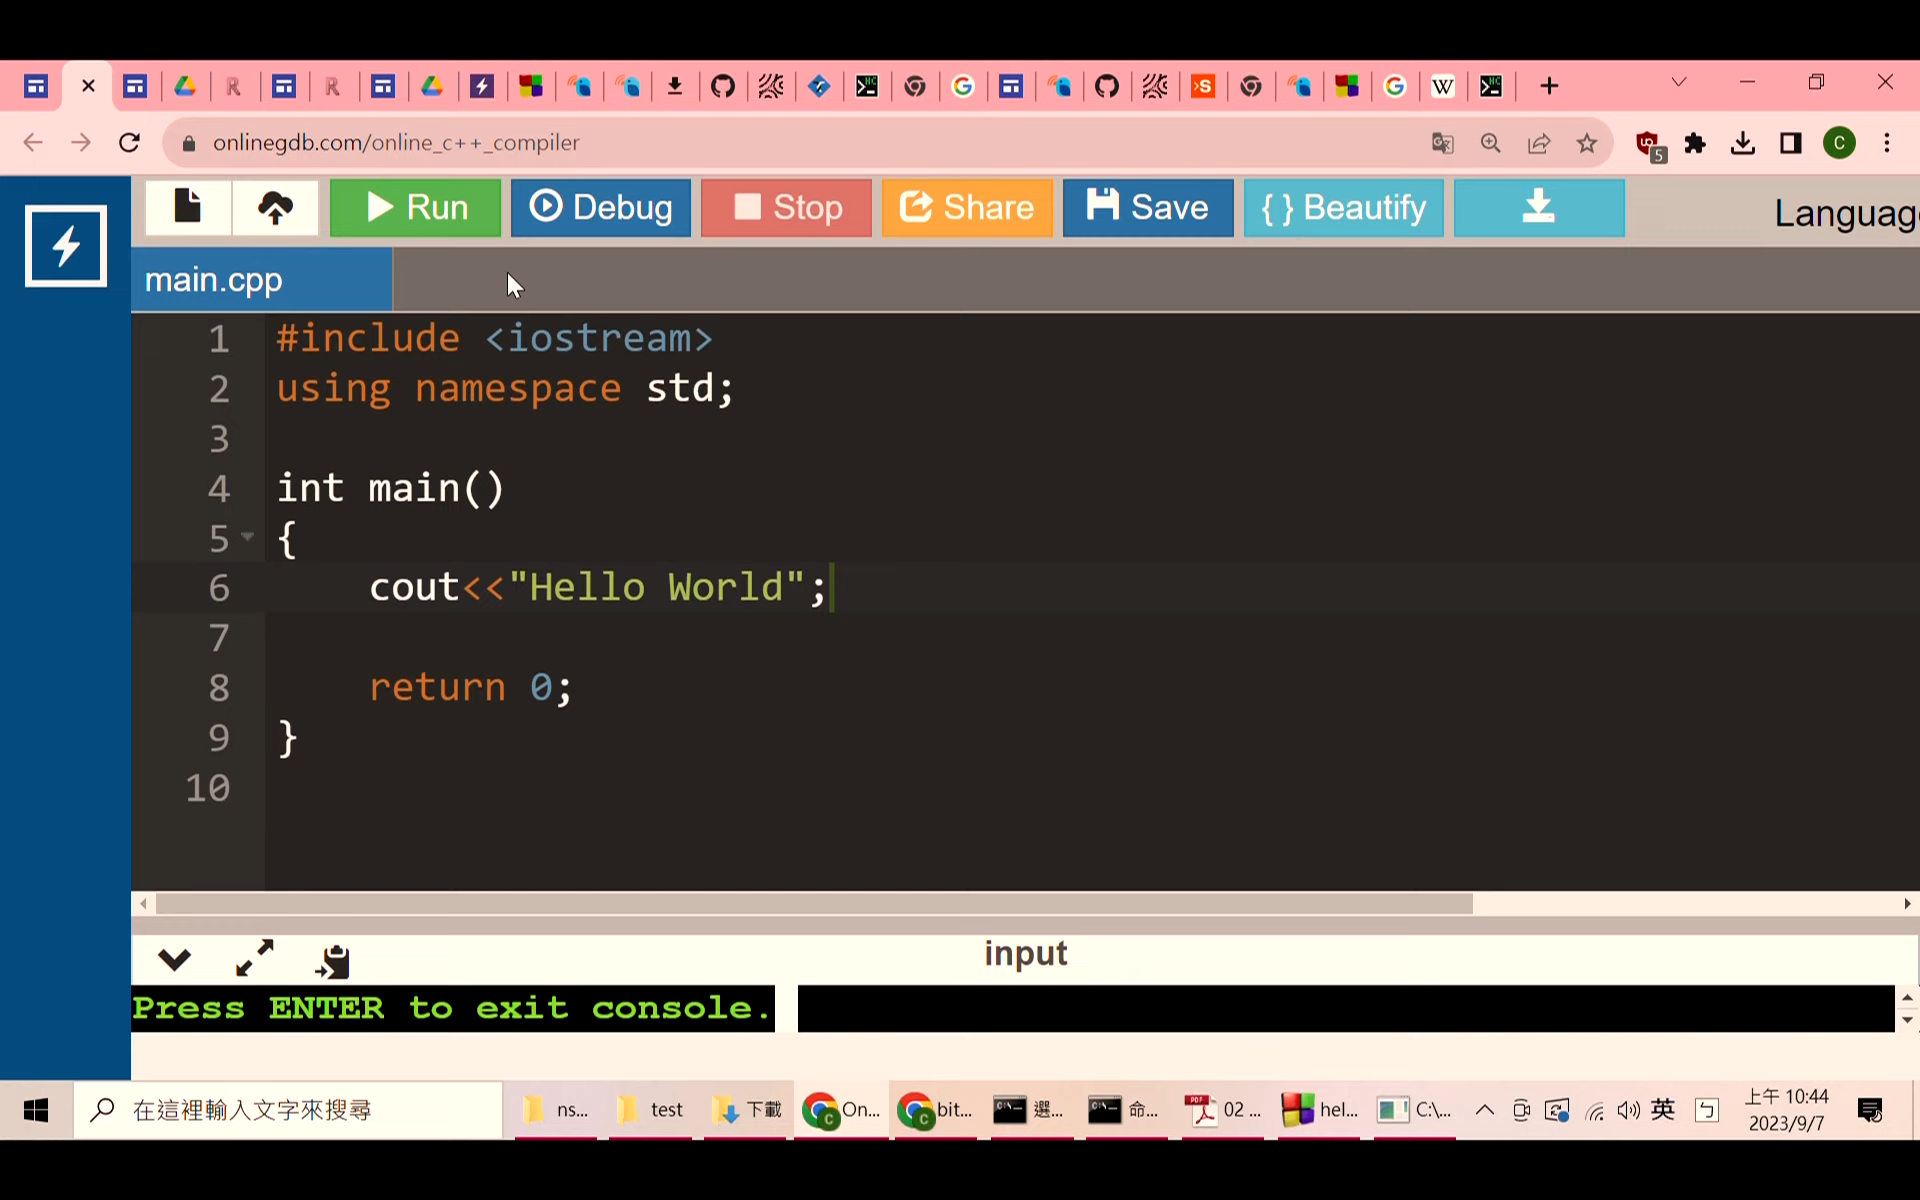 onlinegdb.com/online_c++_compiler
5
C
Run
Debug
Stop
Share
Save
{ } Beautify
Languag
main.cpp
1 #include <iostream>
2 using namespace std;
3
4 int main()
5 {
6 cout<<"Hello World";
7
8 return 0;
9 }
10
input
Press ENTER to exit console.
在這裡輸入文字來搜尋
ns...
test
下載
On...
bit...
選...
命...
02 ...
hel...
C:\...
英
上午 10:44
2023/9/7